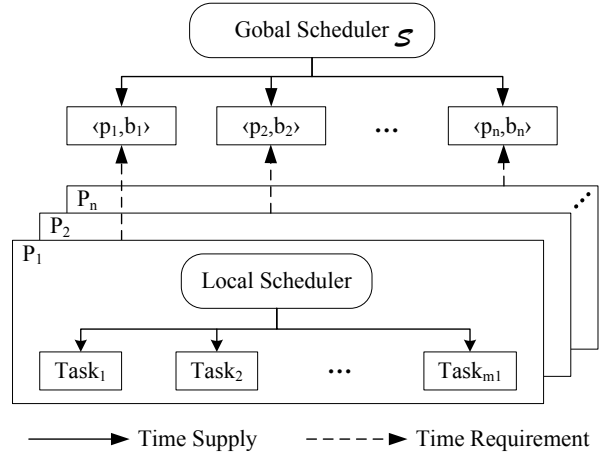 Gobal Scheduler S
‹p₁,b₁› ‹p₂,b₂› ... ‹pₙ,bₙ›
Pₙ
P₂
P₁
Local Scheduler
Task₁ Task₂ ... Taskₘ₁
Time Supply Time Requirement